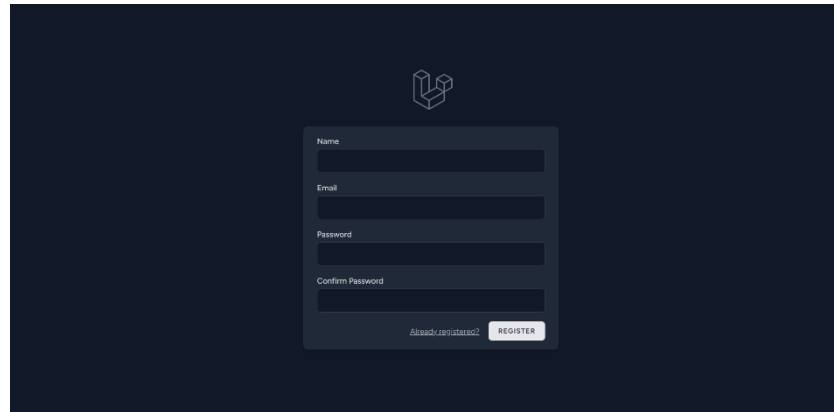 Name
Email
Password
Confirm Password
Already registered? REGISTER